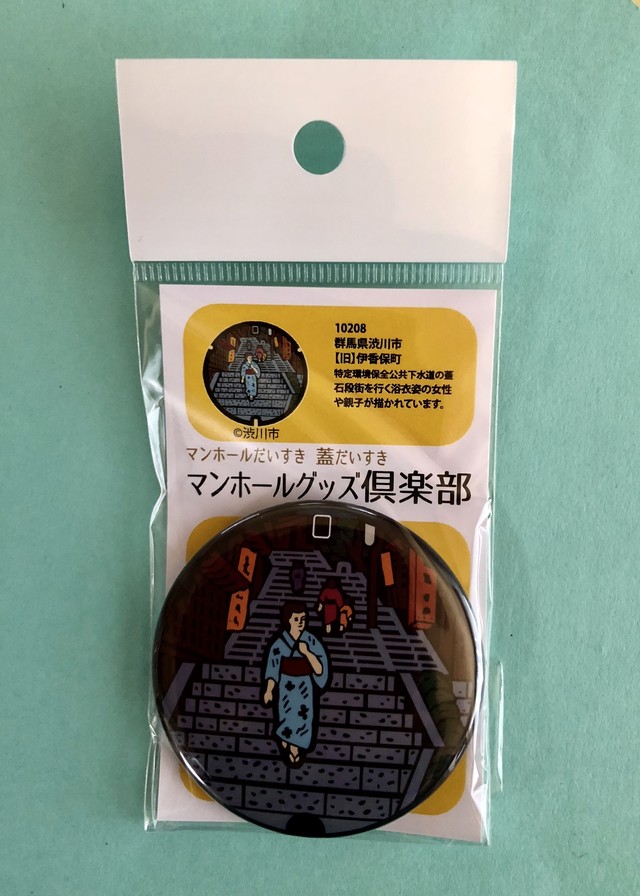 10208
群馬県渋川市
【旧】伊香保町
特定環境保全公共下水道の蓋
石段街を行く浴衣姿の女性
や親子が描かれています。
©渋川市
マンホールだいすき 蓋だいすき
マンホールグッズ倶楽部